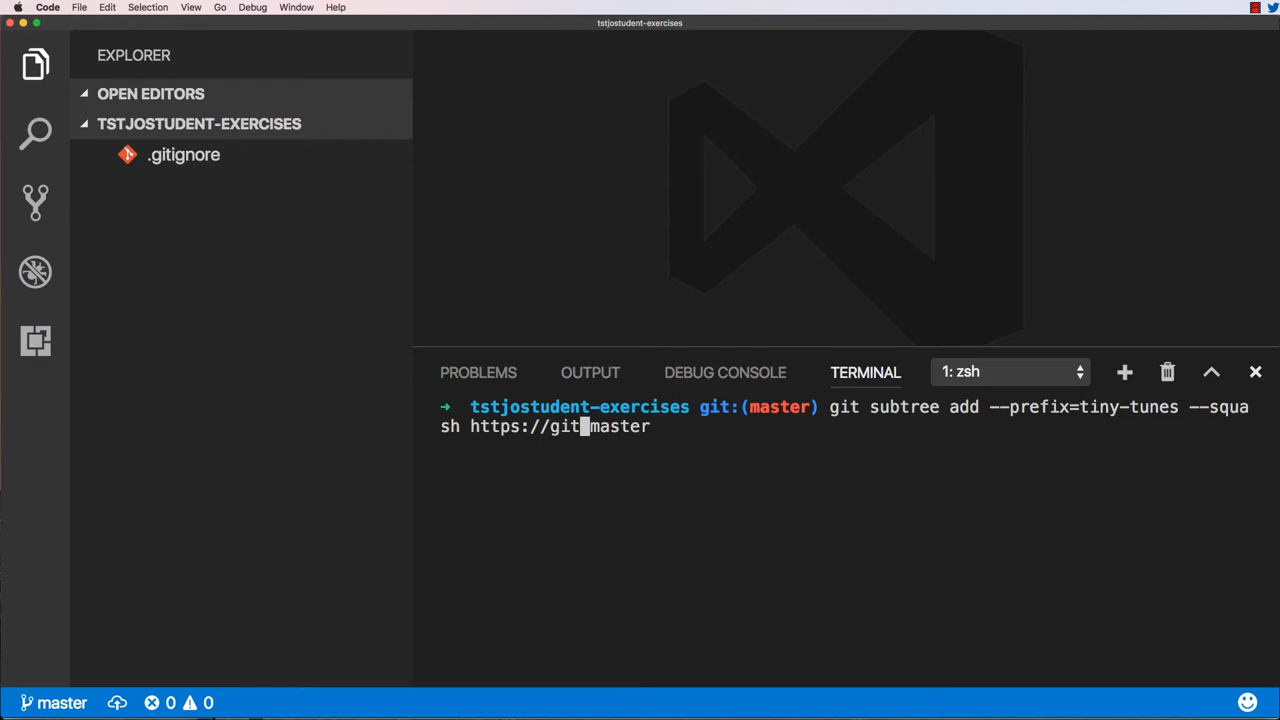 Code File Edit Selection View Go Debug Window Help
tstjostudent-exercises
EXPLORER
OPEN EDITORS
TSTJOSTUDENT-EXERCISES
.gitignore
PROBLEMS OUTPUT DEBUG CONSOLE TERMINAL 1: zsh
→ tstjostudent-exercises git:(master) git subtree add --prefix=tiny-tunes --squa
sh https://git master
master 0 0